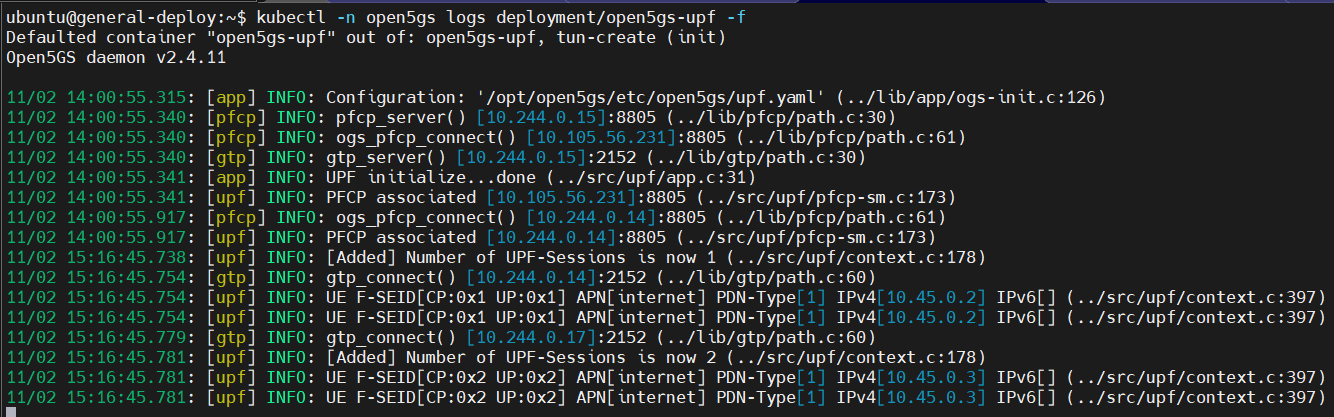 ubuntu@general-deploy:~$ kubectl -n open5gs logs deployment/open5gs-upf -f
Defaulted container "open5gs-upf" out of: open5gs-upf, tun-create (init)
Open5GS daemon v2.4.11
11/02 14:00:55.315: [app] INFO: Configuration: '/opt/open5gs/etc/open5gs/upf.yaml' (../lib/app/ogs-init.c:126)
11/02 14:00:55.340: [pfcp] INFO: pfcp_server() [10.244.0.15]:8805 (../lib/pfcp/path.c:30)
11/02 14:00:55.340: [pfcp] INFO: ogs_pfcp_connect() [10.105.56.231]:8805 (../lib/pfcp/path.c:61)
11/02 14:00:55.340: [gtp] INFO: gtp_server() [10.244.0.15]:2152 (../lib/gtp/path.c:30)
11/02 14:00:55.341: [app] INFO: UPF initialize...done (../src/upf/app.c:31)
11/02 14:00:55.341: [upf] INFO: PFCP associated [10.105.56.231]:8805 (../src/upf/pfcp-sm.c:173)
11/02 14:00:55.917: [pfcp] INFO: ogs_pfcp_connect() [10.244.0.14]:8805 (../lib/pfcp/path.c:61)
11/02 14:00:55.917: [upf] INFO: PFCP associated [10.244.0.14]:8805 (../src/upf/pfcp-sm.c:173)
11/02 15:16:45.738: [upf] INFO: [Added] Number of UPF-Sessions is now 1 (../src/upf/context.c:178)
11/02 15:16:45.754: [gtp] INFO: gtp_connect() [10.244.0.14]:2152 (../lib/gtp/path.c:60)
11/02 15:16:45.754: [upf] INFO: UE F-SEID[CP:0x1 UP:0x1] APN[internet] PDN-Type[1] IPv4[10.45.0.2] IPv6[] (../src/upf/context.c:397)
11/02 15:16:45.754: [upf] INFO: UE F-SEID[CP:0x1 UP:0x1] APN[internet] PDN-Type[1] IPv4[10.45.0.2] IPv6[] (../src/upf/context.c:397)
11/02 15:16:45.779: [gtp] INFO: gtp_connect() [10.244.0.17]:2152 (../lib/gtp/path.c:60)
11/02 15:16:45.781: [upf] INFO: [Added] Number of UPF-Sessions is now 2 (../src/upf/context.c:178)
11/02 15:16:45.781: [upf] INFO: UE F-SEID[CP:0x2 UP:0x2] APN[internet] PDN-Type[1] IPv4[10.45.0.3] IPv6[] (../src/upf/context.c:397)
11/02 15:16:45.781: [upf] INFO: UE F-SEID[CP:0x2 UP:0x2] APN[internet] PDN-Type[1] IPv4[10.45.0.3] IPv6[] (../src/upf/context.c:397)